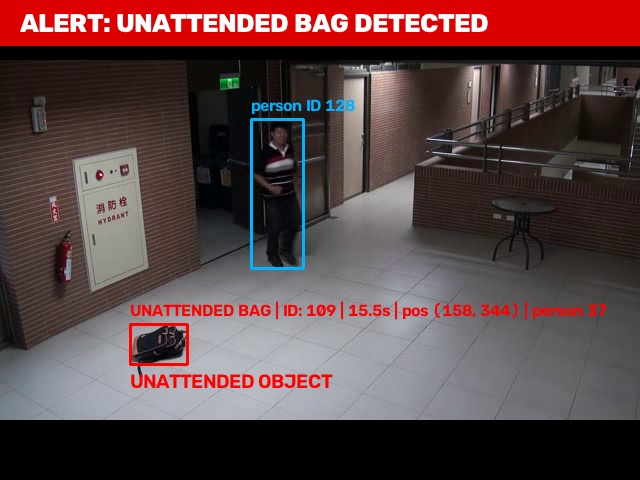 ALERT: UNATTENDED BAG DETECTED
person ID 128
消防栓
HYDRANT
UNATTENDED BAG | ID: 109 | 15.5s | pos (158, 344) | person 37
UNATTENDED OBJECT